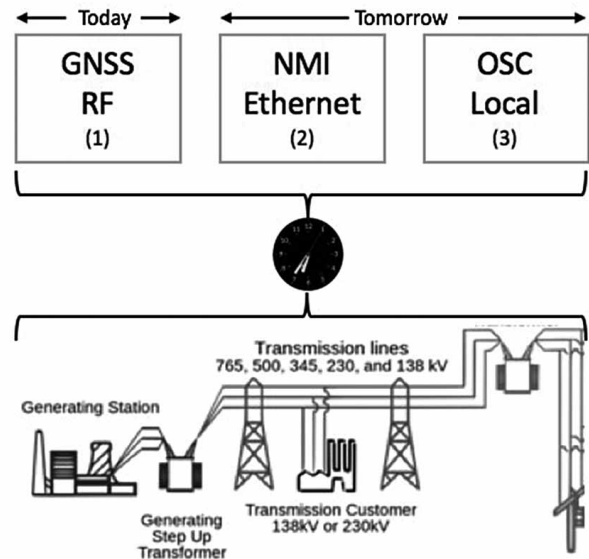 Today
Tomorrow
GNSS
RF
(1)
NMI
Ethernet
(2)
OSC
Local
(3)
Transmission lines
765, 500, 345, 230, and 138 kV
Generating Station
Generating
Step Up
Transformer
Transmission Customer
138kV or 230kV